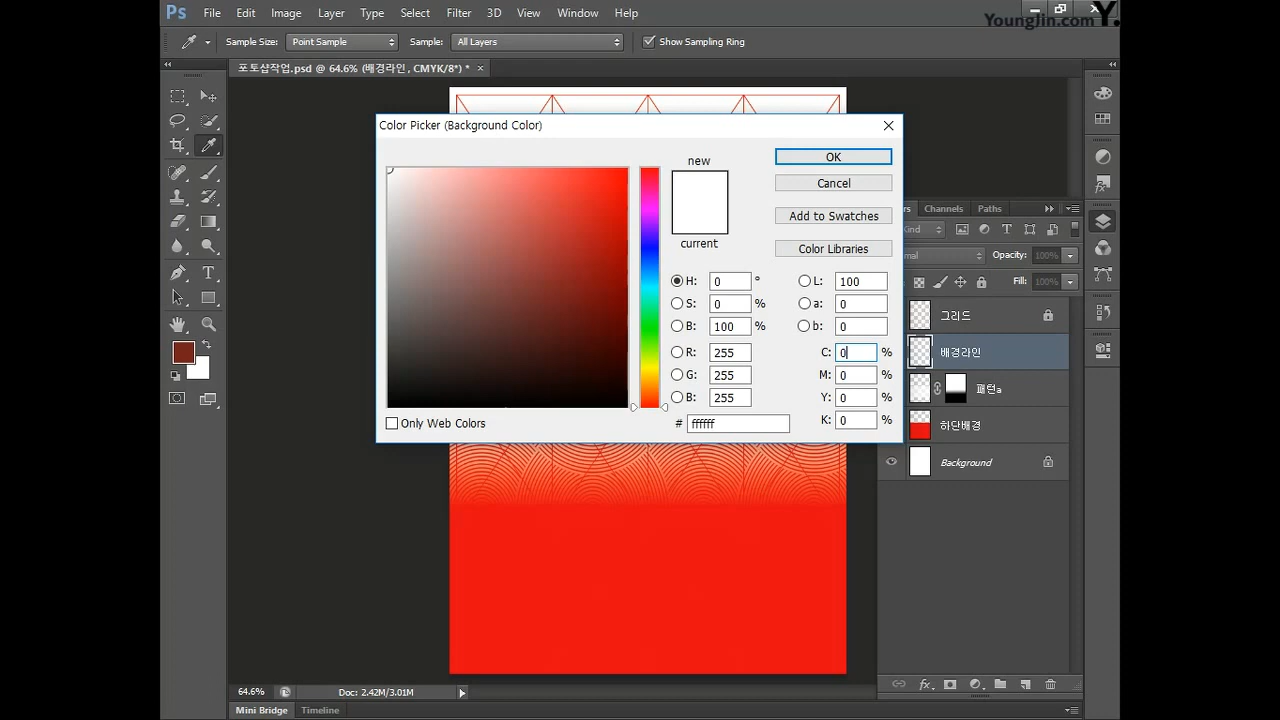 Ps File Edit Image Layer Type Select Filter 3D View Window Help
YoungJin.com Y.
Sample Size: Point Sample Sample: All Layers Show Sampling Ring
포토샵작업.psd @ 64.6% (배경라인, CMYK/8*) * ×
Color Picker (Background Color)
new
current
OK
Cancel
Add to Swatches
Color Libraries
H: 0 °
S: 0 %
B: 100 %
R: 255
G: 255
B: 255
# ffffff
L: 100
a: 0
b: 0
C: 0 %
M: 0 %
Y: 0 %
K: 0 %
Only Web Colors
Channels Paths
Opacity: 100%
Fill: 100%
그리드
배경라인
패턴a
하단배경
Background
64.6% Doc: 2.42M/3.01M
Mini Bridge Timeline